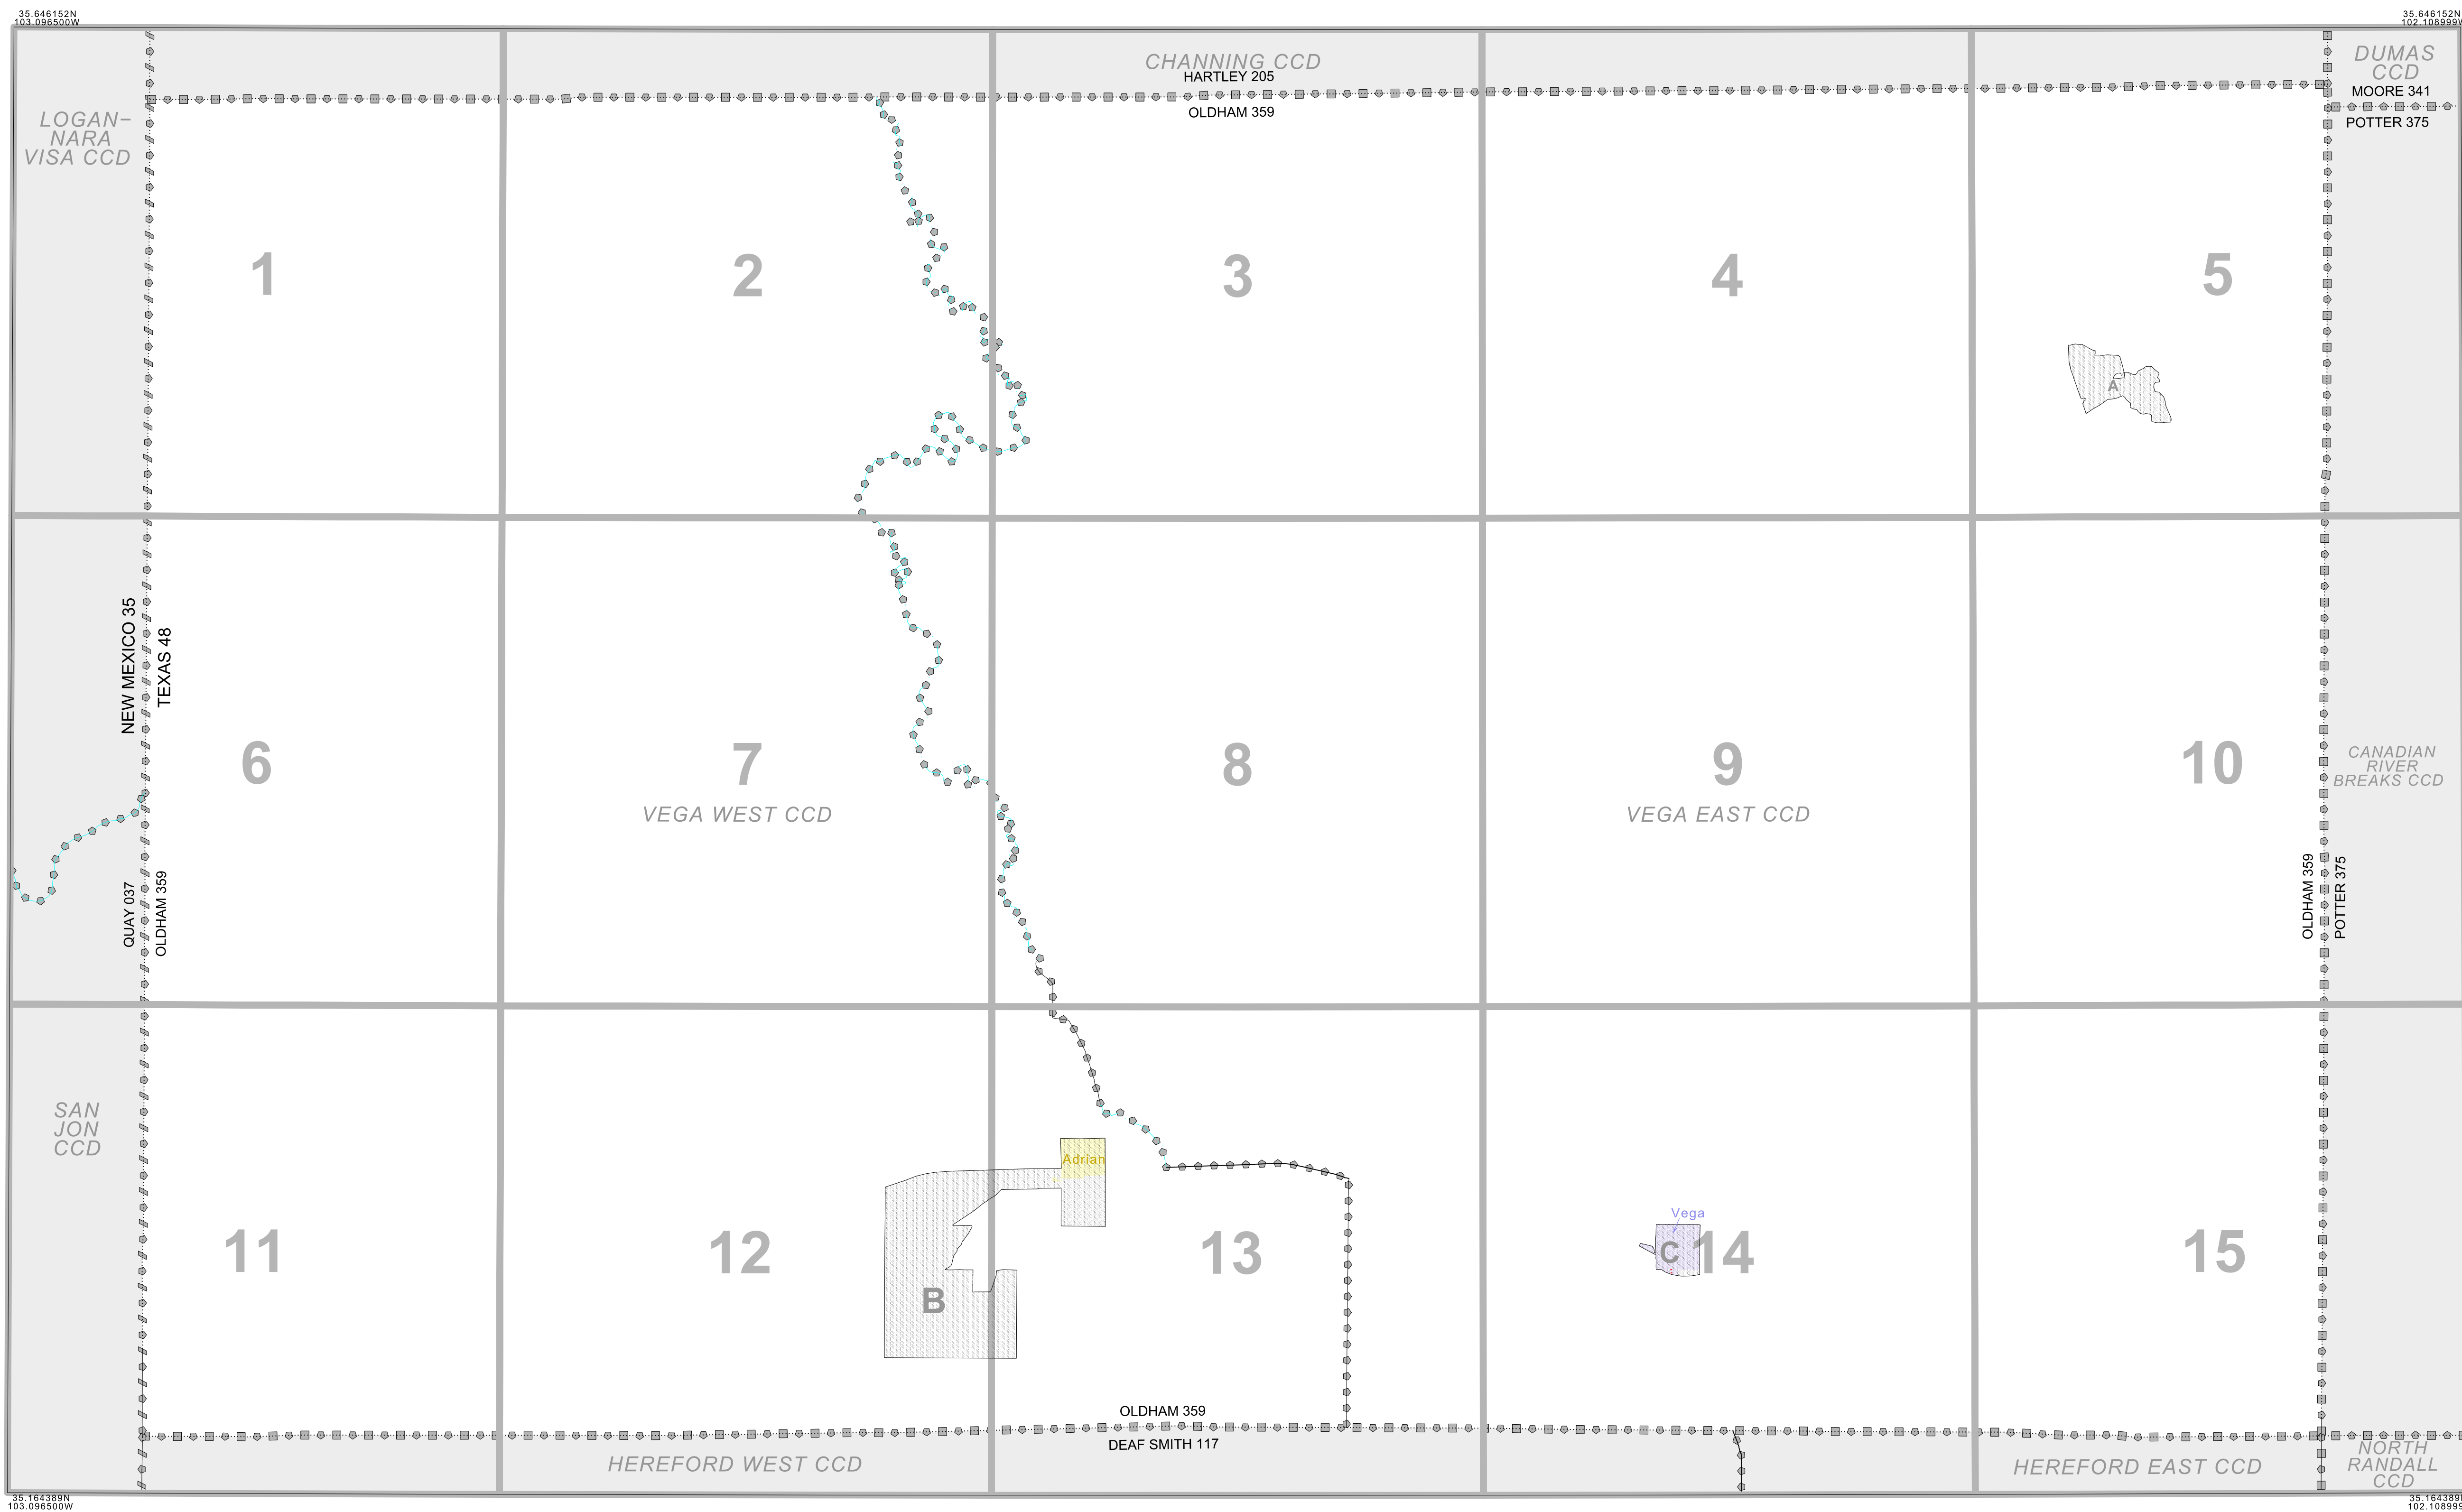 35.646152N
103.096500W
35.646152N
102.108999W
CHANNING CCD
HARTLEY 205
OLDHAM 359
DUMAS
CCD
MOORE 341
POTTER 375
LOGAN-
NARA
VISA CCD
1
2
3
4
5
A
NEW MEXICO 35
TEXAS 48
6
7
8
9
10
VEGA WEST CCD
VEGA EAST CCD
CANADIAN
RIVER
BREAKS CCD
QUAY 037
OLDHAM 359
OLDHAM 359
POTTER 375
SAN
JON
CCD
Adrian
Vega
11
12
13
C
14
15
B
OLDHAM 359
DEAF SMITH 117
HEREFORD WEST CCD
HEREFORD EAST CCD
NORTH
RANDALL
CCD
35.164389N
103.096500W
35.164389
102.108999